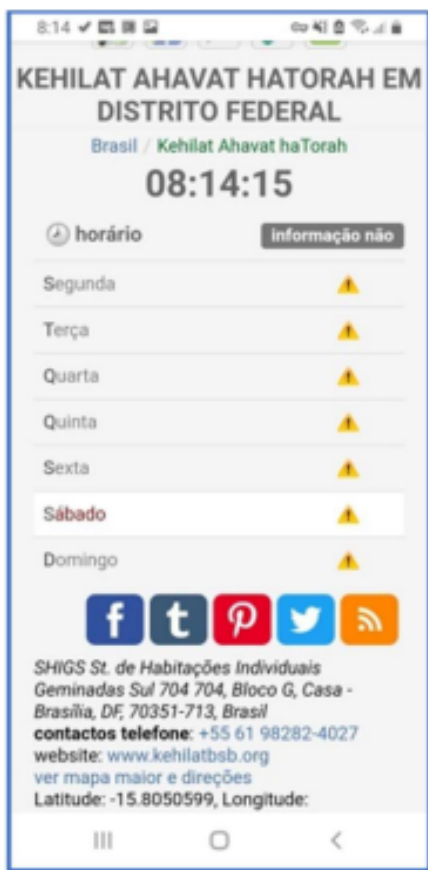 8:14
KEHILAT AHAVAT HATORAH EM
DISTRITO FEDERAL
Brasil / Kehilat Ahavat haTorah
08:14:15
horário informação não
Segunda
Terça
Quarta
Quinta
Sexta
Sábado
Domingo
SHIGS St. de Habitações Individuais
Geminadas Sul 704 704, Bloco G, Casa -
Brasília, DF, 70351-713, Brasil
contactos telefone: +55 61 98282-4027
website: www.kehilatbsb.org
ver mapa maior e direções
Latitude: -15.8050599, Longitude: